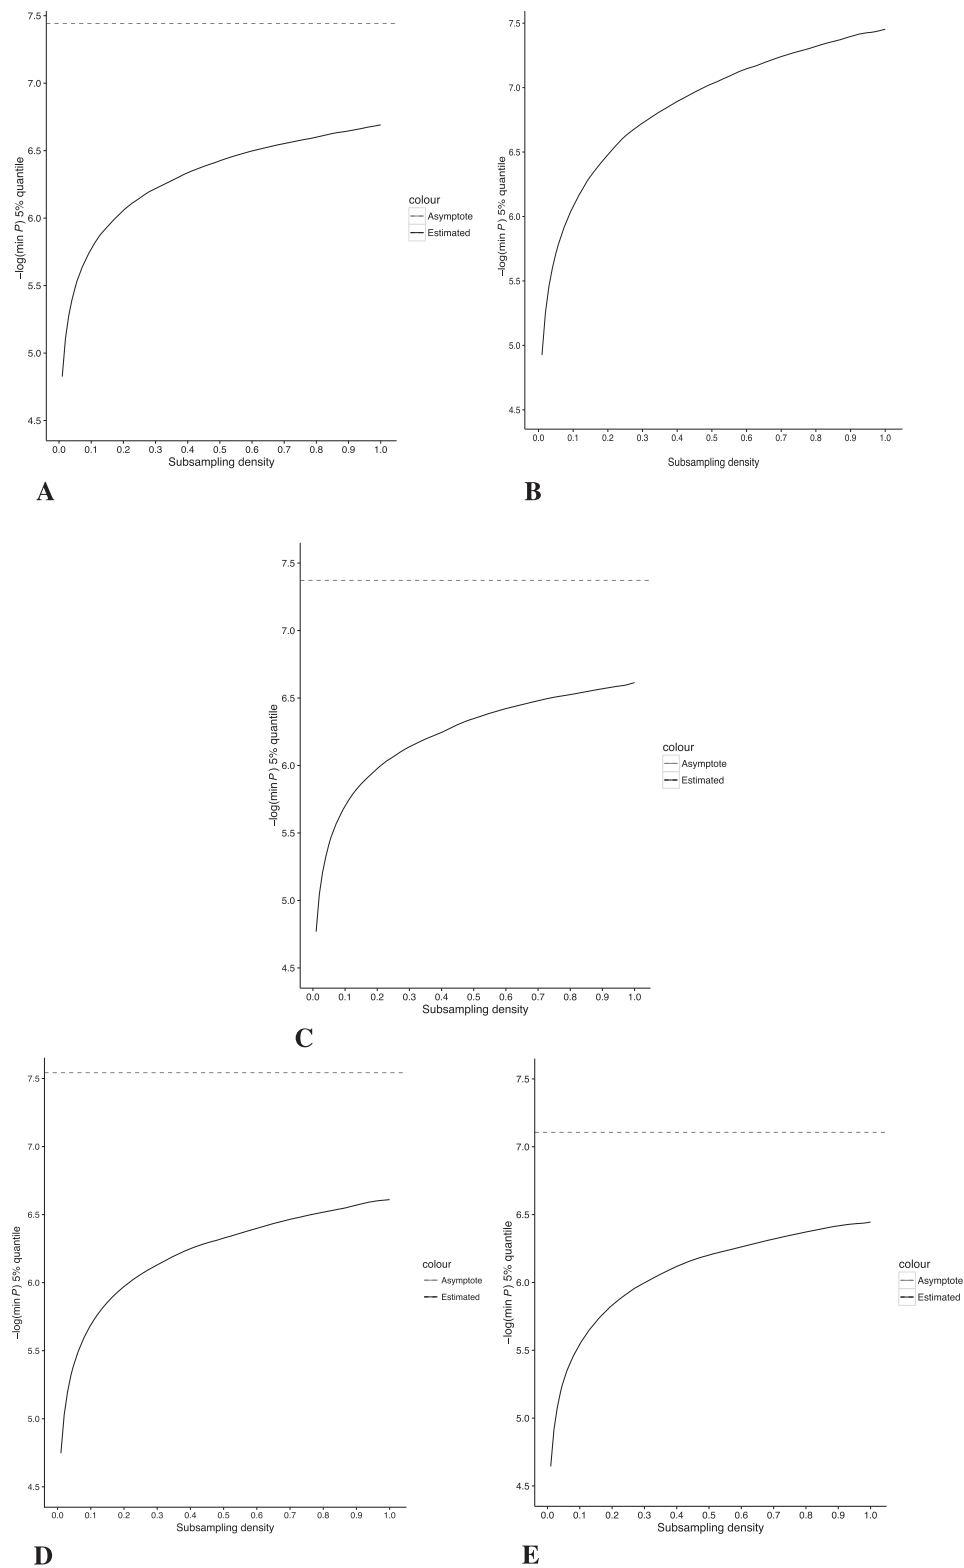 7.5
7.0
6.5
6.0
5.5
5.0
4.5
–log(min P) 5% quantile
0.0 0.1 0.2 0.3 0.4 0.5 0.6 0.7 0.8 0.9 1.0
Subsampling density
colour
Asymptote
Estimated
A
7.5
7.0
6.5
6.0
5.5
5.0
4.5
–log(min P) 5% quantile
0.0 0.1 0.2 0.3 0.4 0.5 0.6 0.7 0.8 0.9 1.0
Subsampling density
B
7.5
7.0
6.5
6.0
5.5
5.0
4.5
–log(min P) 5% quantile
0.0 0.1 0.2 0.3 0.4 0.5 0.6 0.7 0.8 0.9 1.0
Subsampling density
colour
Asymptote
Estimated
C
7.5
7.0
6.5
6.0
5.5
5.0
4.5
–log(min P) 5% quantile
0.0 0.1 0.2 0.3 0.4 0.5 0.6 0.7 0.8 0.9 1.0
Subsampling density
colour
Asymptote
Estimated
D
7.5
7.0
6.5
6.0
5.5
5.0
4.5
–log(min P) 5% quantile
0.0 0.1 0.2 0.3 0.4 0.5 0.6 0.7 0.8 0.9 1.0
Subsampling density
colour
Asymptote
Estimated
E